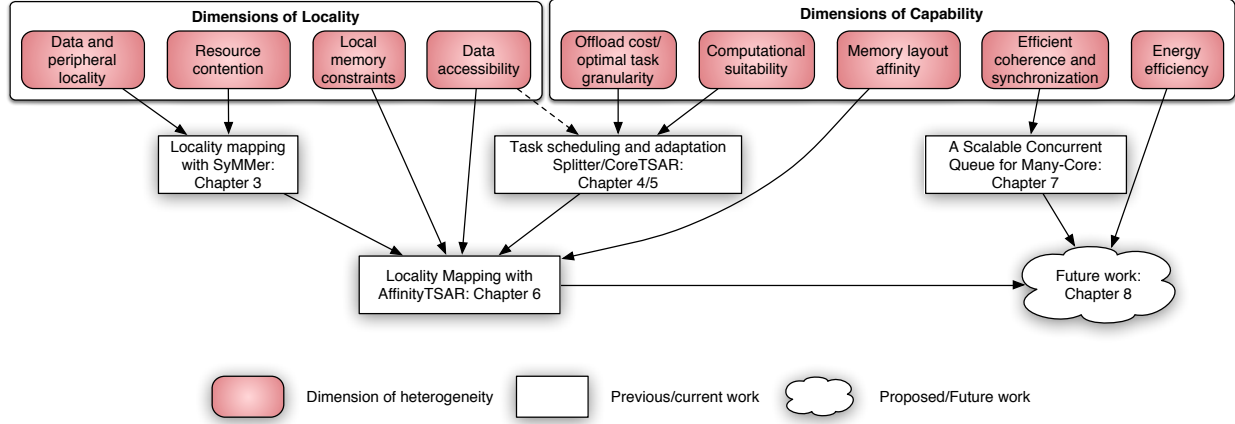 Dimensions of Locality
Dimensions of Capability
Data and
peripheral
locality
Resource
contention
Local
memory
constraints
Data
accessibility
Offload cost/
optimal task
granularity
Computational
suitability
Memory layout
affinity
Efficient
coherence and
synchronization
Energy
efficiency
Locality mapping
with SyMMer:
Chapter 3
Task scheduling and adaptation
Splitter/CoreTSAR:
Chapter 4/5
A Scalable Concurrent
Queue for Many-Core:
Chapter 7
Locality Mapping with
AffinityTSAR: Chapter 6
Future work:
Chapter 8
Dimension of heterogeneity
Previous/current work
Proposed/Future work